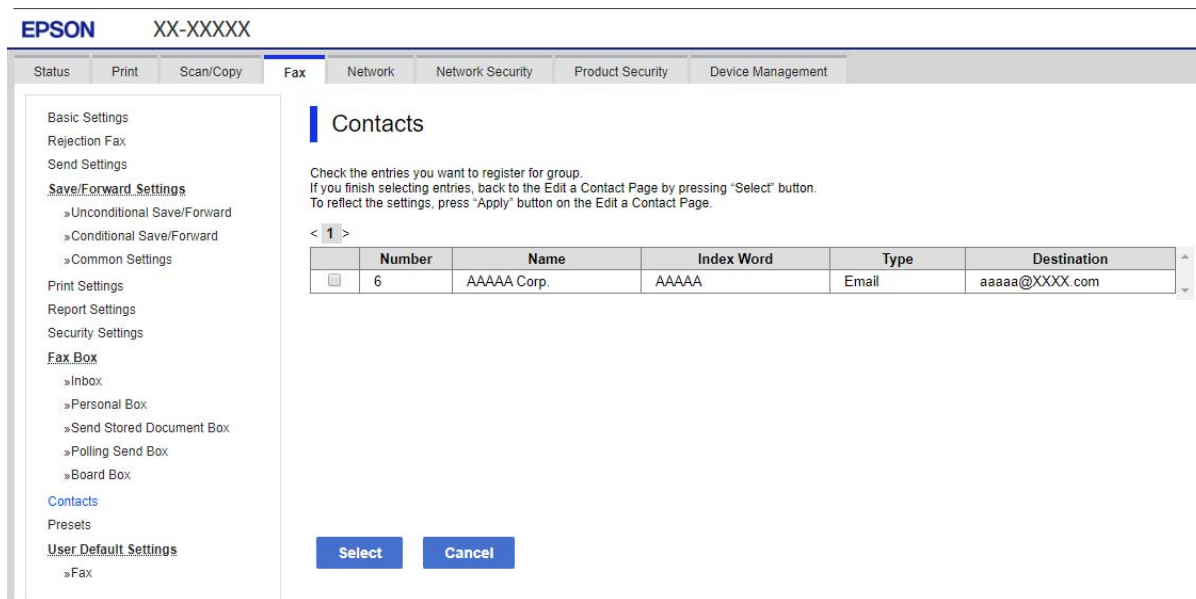 EPSON XX-XXXXX
Status Print Scan/Copy Fax Network Network Security Product Security Device Management
Basic Settings
Rejection Fax
Send Settings
Save/Forward Settings
»Unconditional Save/Forward
»Conditional Save/Forward
»Common Settings
Print Settings
Report Settings
Security Settings
Fax Box
»Inbox
»Personal Box
»Send Stored Document Box
»Polling Send Box
»Board Box
Contacts
Presets
User Default Settings
»Fax
Contacts
Check the entries you want to register for group.
If you finish selecting entries, back to the Edit a Contact Page by pressing “Select” button.
To reflect the settings, press “Apply” button on the Edit a Contact Page.
< 1 >
Number Name Index Word Type Destination
6 AAAAA Corp. AAAAA Email aaaaa@XXXX.com
Select Cancel